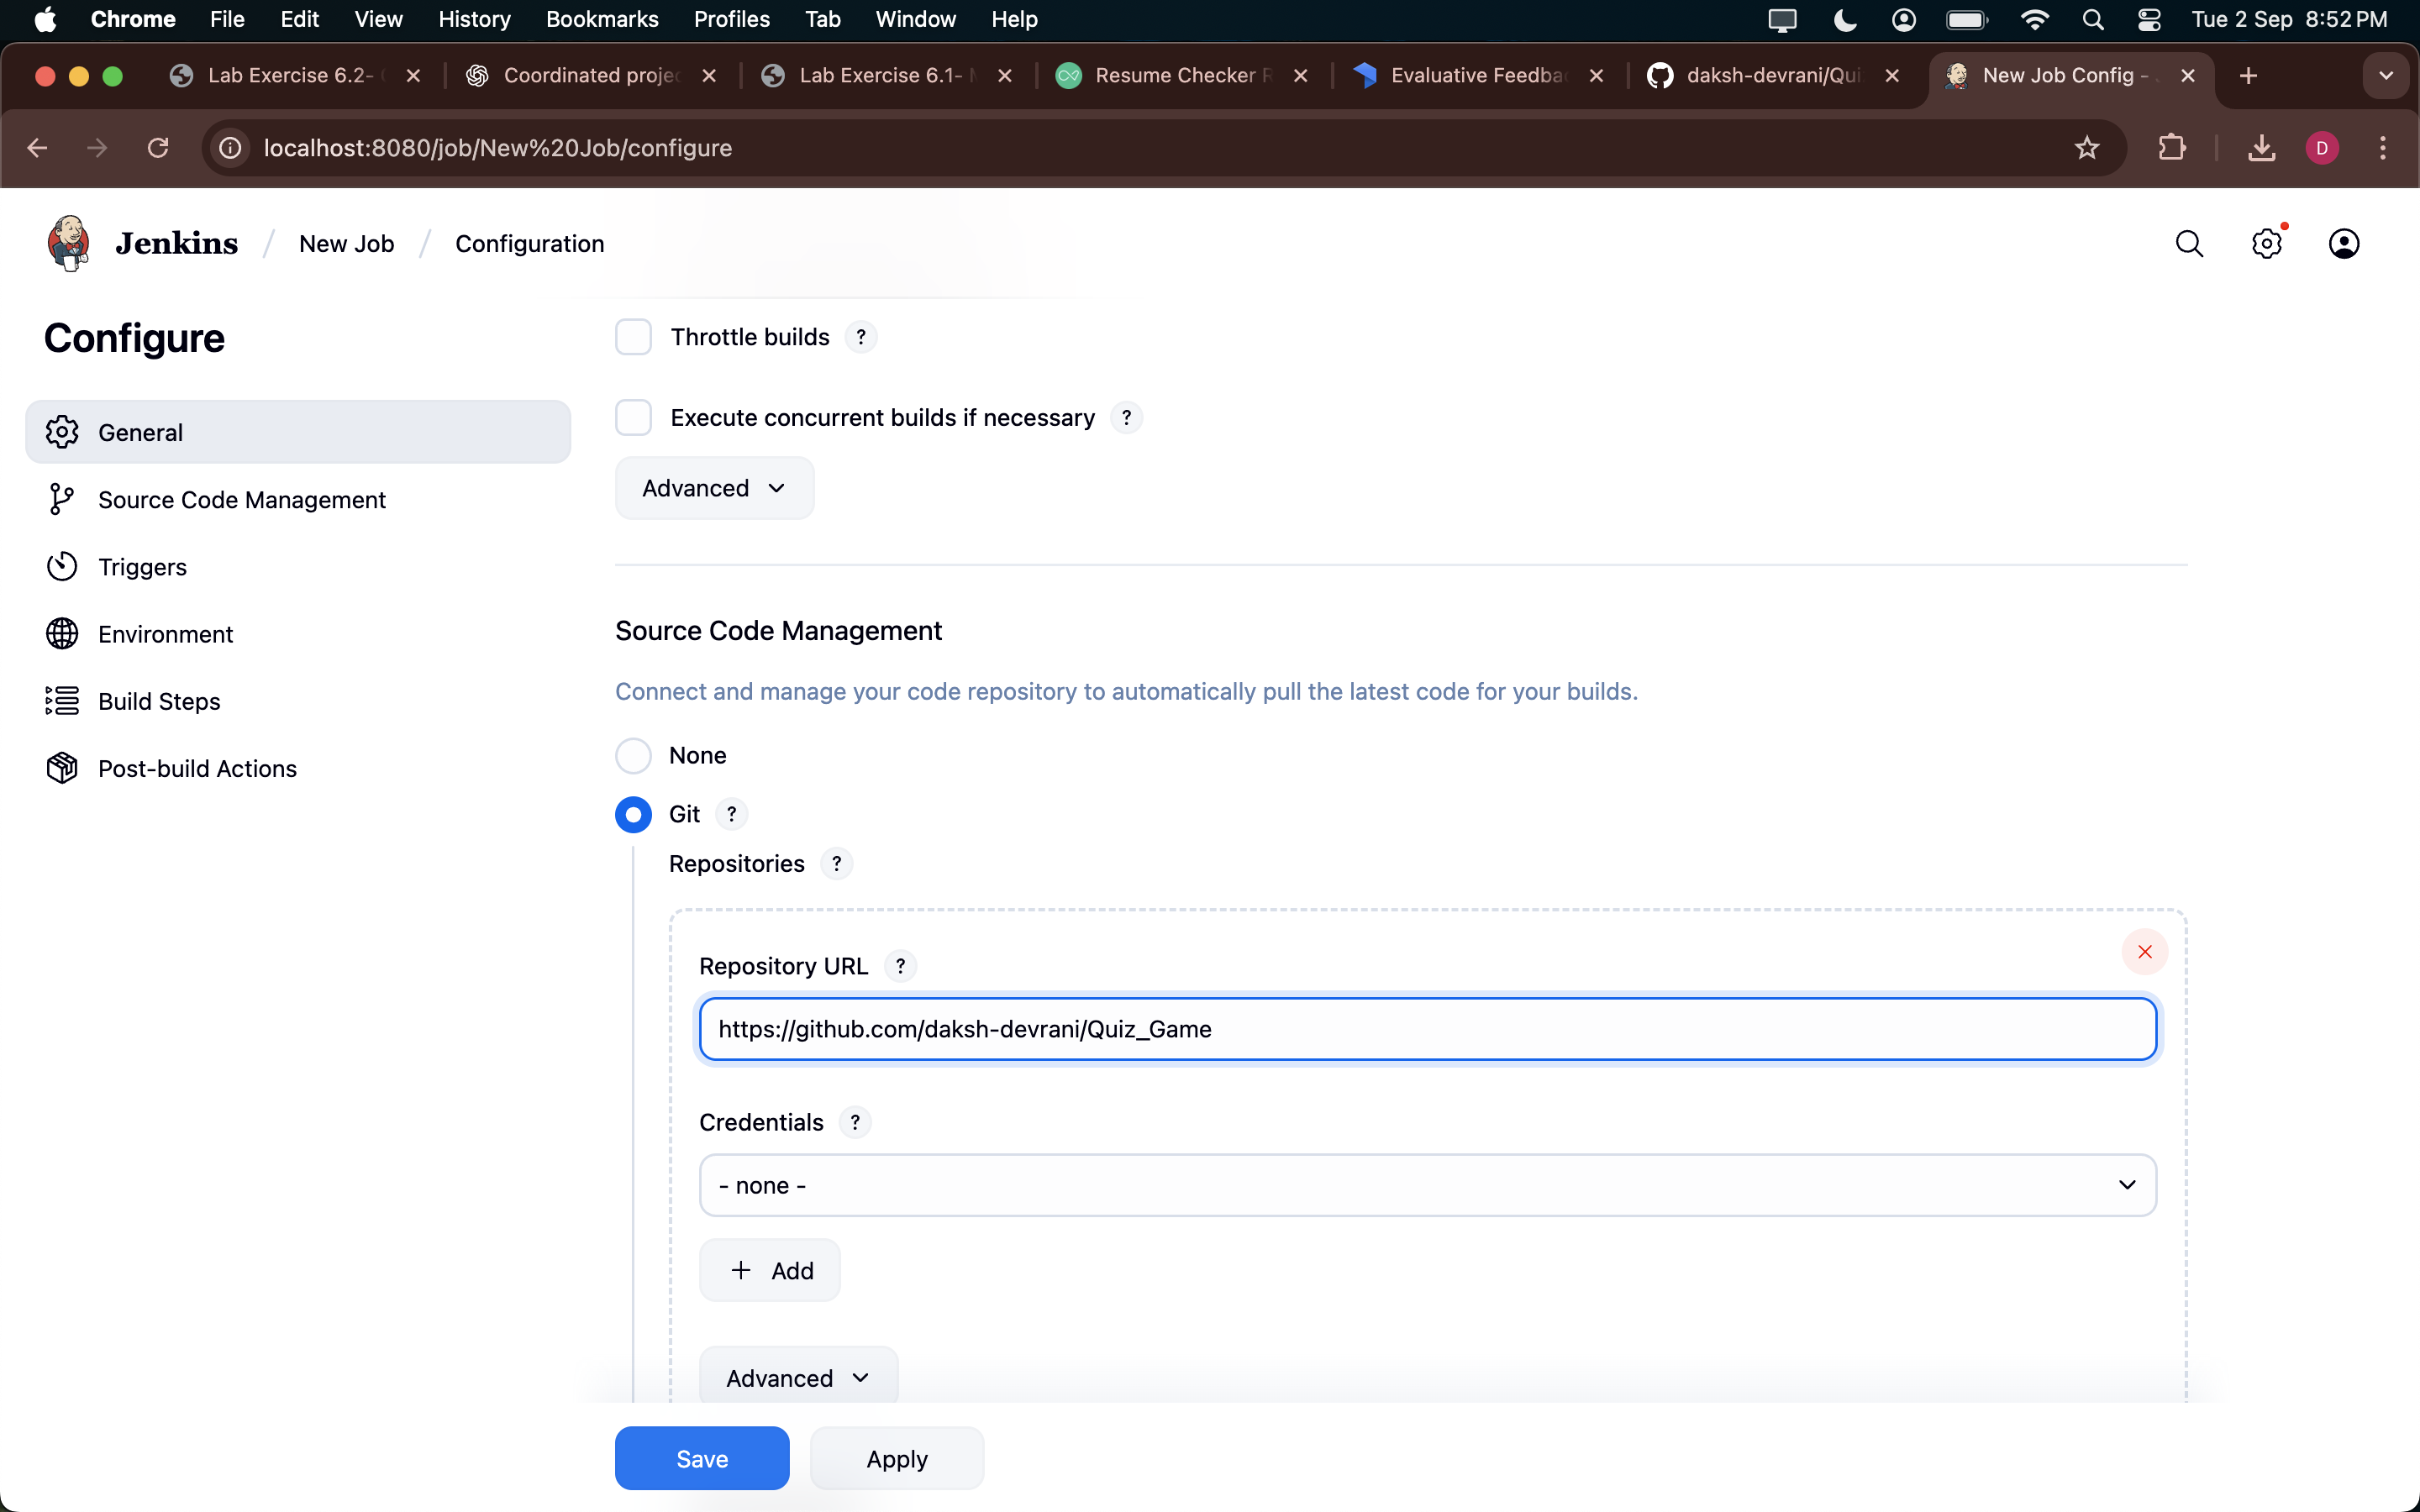 Chrome File Edit View History Bookmarks Profiles Tab Window Help Tue 2 Sep 8:52 PM
Lab Exercise 6.2- Coordinated projec Lab Exercise 6.1- Resume Checker Evaluative Feedba daksh-devrani/Qui New Job Config -
localhost:8080/job/New%20Job/configure D
Jenkins / New Job / Configuration
Configure
General
Source Code Management
Triggers
Environment
Build Steps
Post-build Actions
Throttle builds ?
Execute concurrent builds if necessary ?
Advanced
Source Code Management
Connect and manage your code repository to automatically pull the latest code for your builds.
None
Git ?
Repositories ?
Repository URL ?
https://github.com/daksh-devrani/Quiz_Game
Credentials ?
- none -
+ Add
Advanced
Save Apply